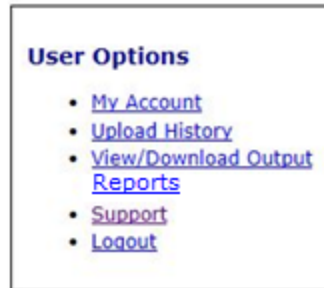 User Options
My Account
Upload History
View/Download Output
Reports
Support
Logout